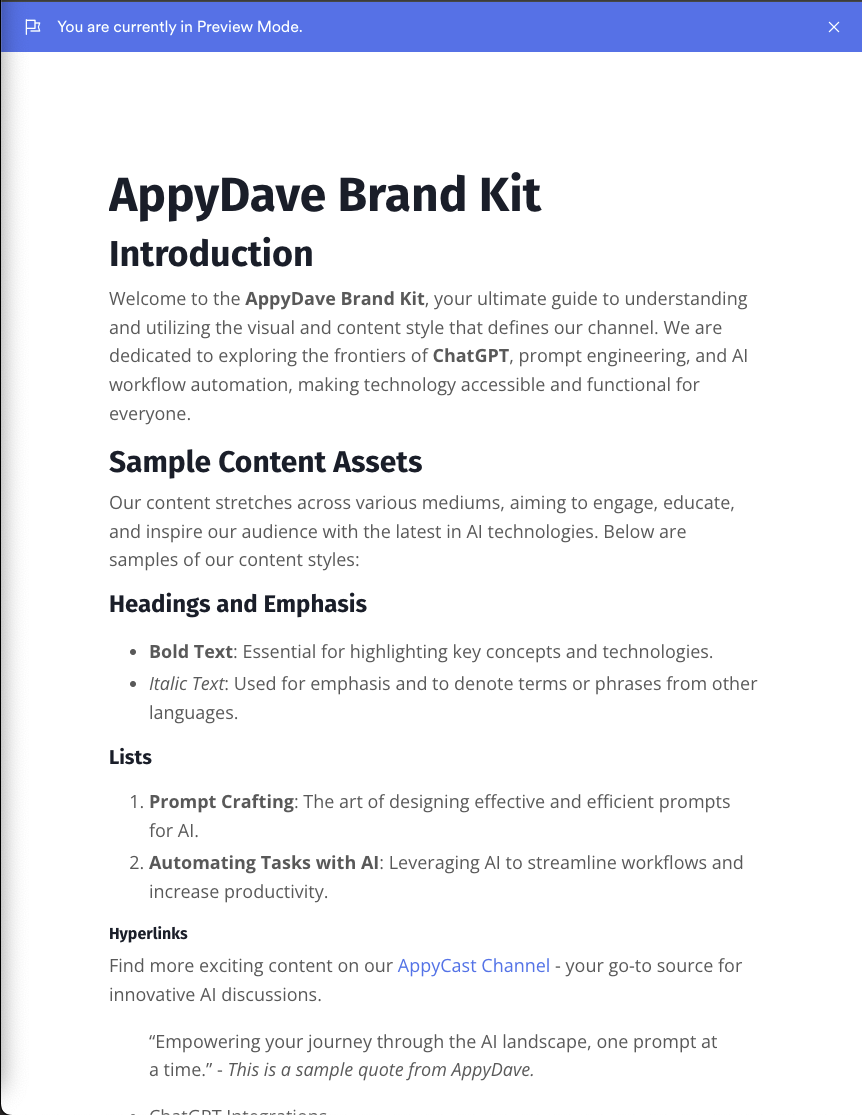 You are currently in Preview Mode.
AppyDave Brand Kit
Introduction
Welcome to the AppyDave Brand Kit, your ultimate guide to understanding
and utilizing the visual and content style that defines our channel. We are
dedicated to exploring the frontiers of ChatGPT, prompt engineering, and AI
workflow automation, making technology accessible and functional for
everyone.
Sample Content Assets
Our content stretches across various mediums, aiming to engage, educate,
and inspire our audience with the latest in AI technologies. Below are
samples of our content styles:
Headings and Emphasis
• Bold Text: Essential for highlighting key concepts and technologies.
• Italic Text: Used for emphasis and to denote terms or phrases from other
languages.
Lists
1. Prompt Crafting: The art of designing effective and efficient prompts
for AI.
2. Automating Tasks with AI: Leveraging AI to streamline workflows and
increase productivity.
Hyperlinks
Find more exciting content on our AppyCast Channel - your go-to source for
innovative AI discussions.
“Empowering your journey through the AI landscape, one prompt at
a time.” - This is a sample quote from AppyDave.
• ChatGPT Integrations